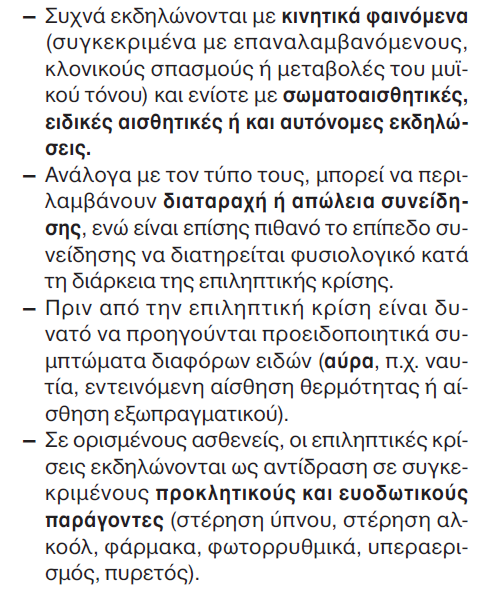 – Συχνά εκδηλώνονται με κινητικά φαινόμενα
(συγκεκριμένα με επαναλαμβανόμενους,
κλονικούς σπασμούς ή μεταβολές του μυϊ-
κού τόνου) και ενίοτε με σωματοαισθητικές,
ειδικές αισθητικές ή και αυτόνομες εκδηλώ-
σεις.
– Ανάλογα με τον τύπο τους, μπορεί να περι-
λαμβάνουν διαταραχή ή απώλεια συνείδη-
σης, ενώ είναι επίσης πιθανό το επίπεδο συ-
νείδησης να διατηρείται φυσιολογικό κατά
τη διάρκεια της επιληπτικής κρίσης.
– Πριν από την επιληπτική κρίση είναι δυ-
νατό να προηγούνται προειδοποιητικά συ-
μπτώματα διαφόρων ειδών (αύρα, π.χ. ναυ-
τία, εντεινόμενη αίσθηση θερμότητας ή αί-
σθηση εξωπραγματικού).
– Σε ορισμένους ασθενείς, οι επιληπτικές κρί-
σεις εκδηλώνονται ως αντίδραση σε συγκε-
κριμένους προκλητικούς και ευοδωτικούς
παράγοντες (στέρηση ύπνου, στέρηση αλ-
κοόλ, φάρμακα, φωτορρυθμικά, υπεραερι-
σμός, πυρετός).